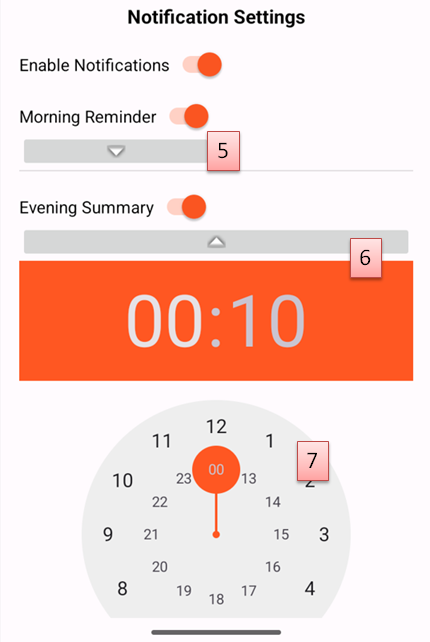 Notification Settings
Enable Notifications
Morning Reminder
5
Evening Summary
6
00:10
12
11 1
7
23 00 13
10 2
22 14
9 21 15 3
20 16
8 4
19 17
18